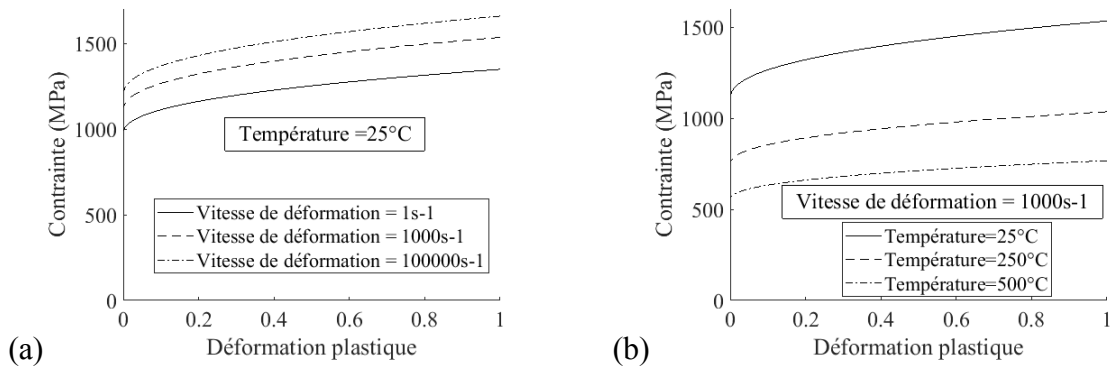 1500
1000
500
0
Contrainte (MPa)
Température =25°C
Vitesse de déformation = 1s-1
Vitesse de déformation = 1000s-1
Vitesse de déformation = 100000s-1
0 0.2 0.4 0.6 0.8 1
Déformation plastique
(a)
1500
1000
500
0
Contrainte (MPa)
Vitesse de déformation = 1000s-1
Température=25°C
Température=250°C
Température=500°C
0 0.2 0.4 0.6 0.8 1
Déformation plastique
(b)